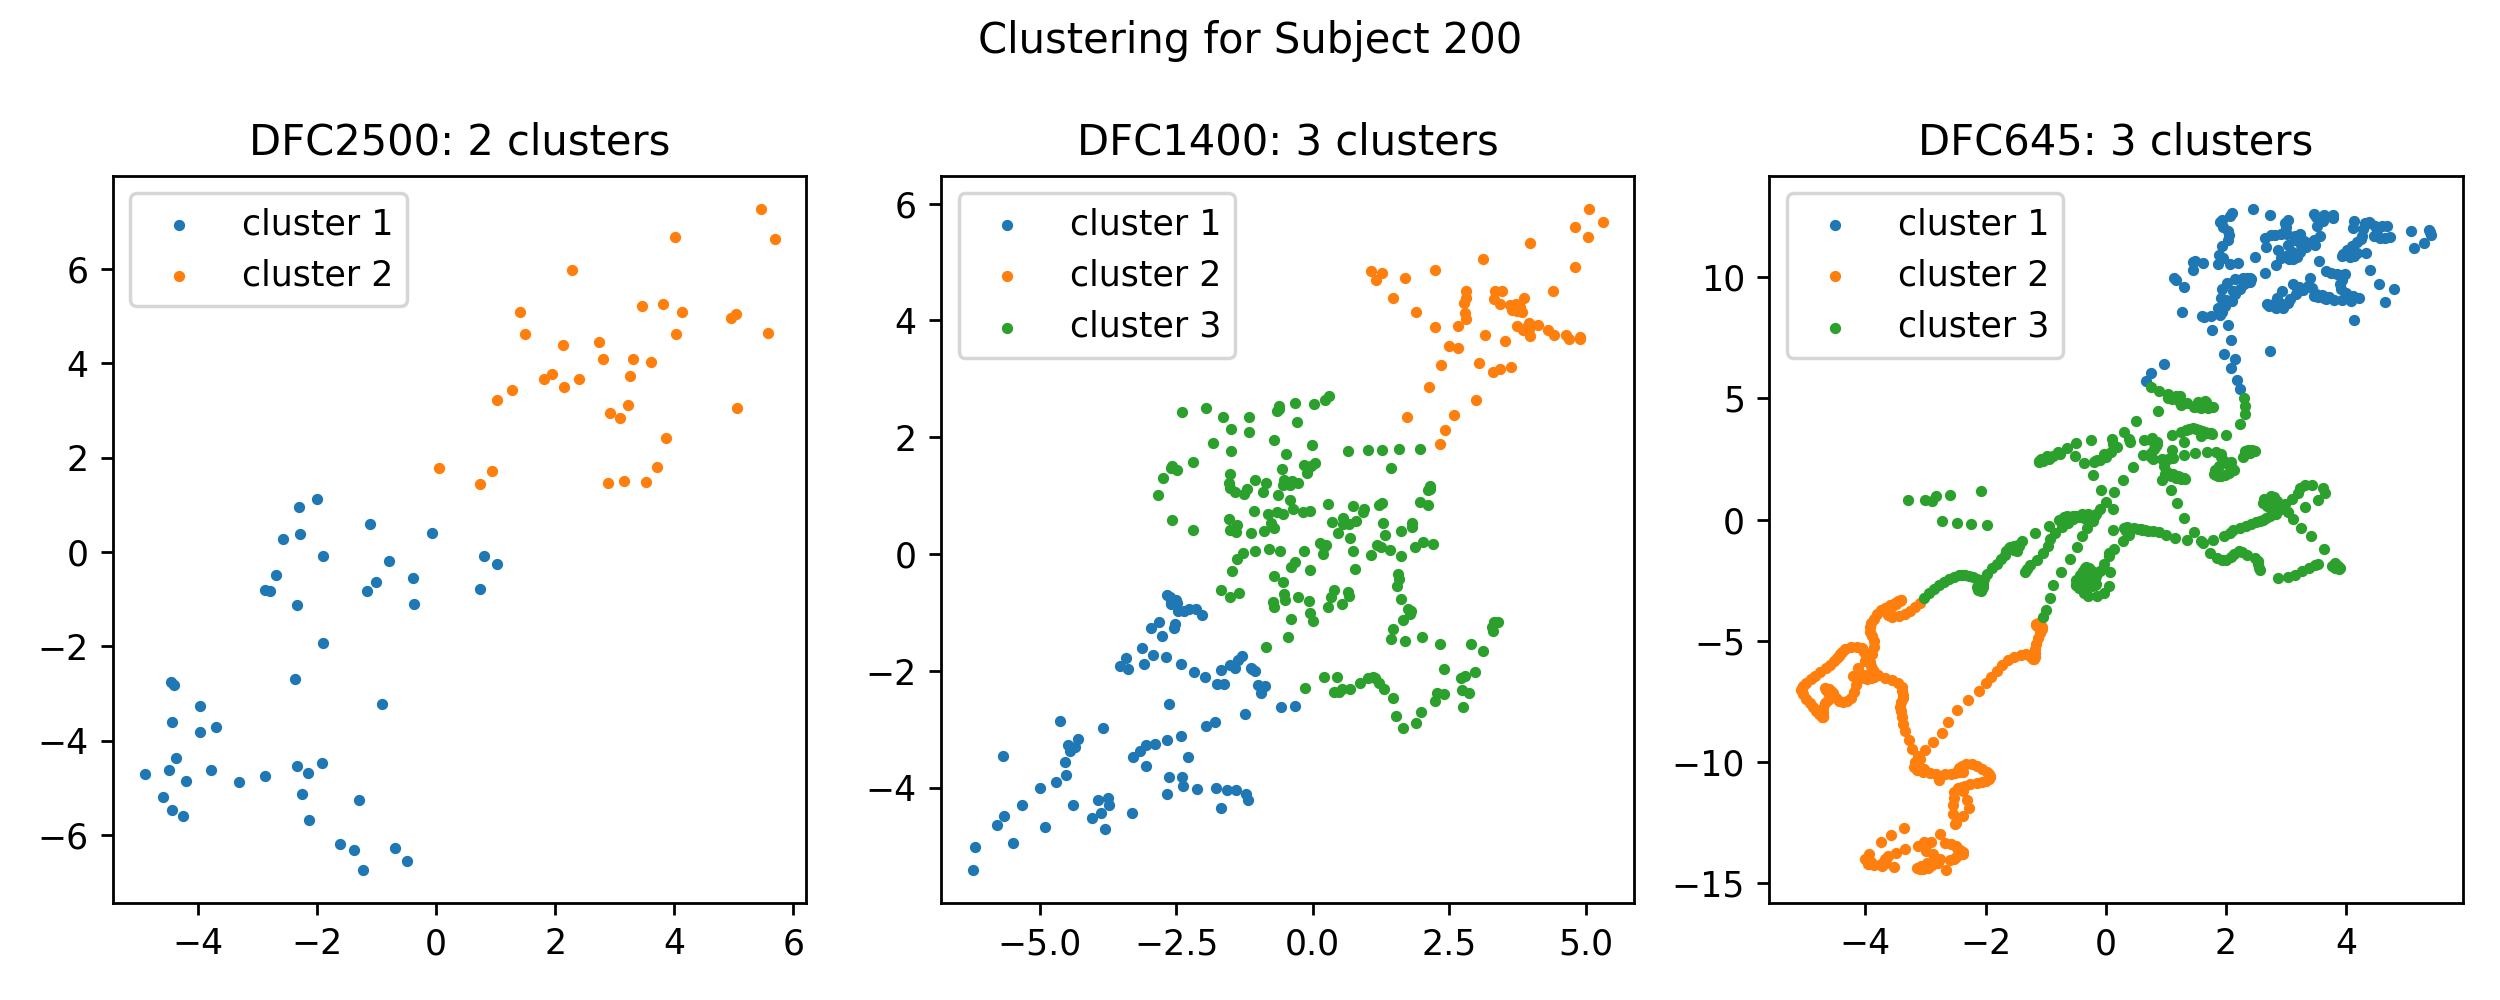 Clustering for Subject 200
DFC2500: 2 clusters
cluster 1
cluster 2
6
4
2
0
−2
−4
−6
−4 −2 0 2 4 6
DFC1400: 3 clusters
cluster 1
cluster 2
cluster 3
6
4
2
0
−2
−4
−5.0 −2.5 0.0 2.5 5.0
DFC645: 3 clusters
cluster 1
cluster 2
cluster 3
10
5
0
−5
−10
−15
−4 −2 0 2 4